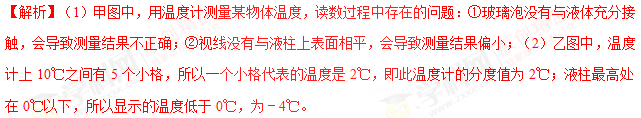 【解析】（1）甲图中，用温度计测量某物体温度，读数过程中存在的问题：①玻璃泡没有与液体充分接
触，会导致测量结果不正确；②视线没有与液柱上表面相平，会导致测量结果偏小；（2）乙图中，温度
计上 10℃之间有 5 个小格，所以一个小格代表的温度是 2℃，即此温度计的分度值为 2℃；液柱最高处
在 0℃以下，所以显示的温度低于 0℃，为﹣4℃。